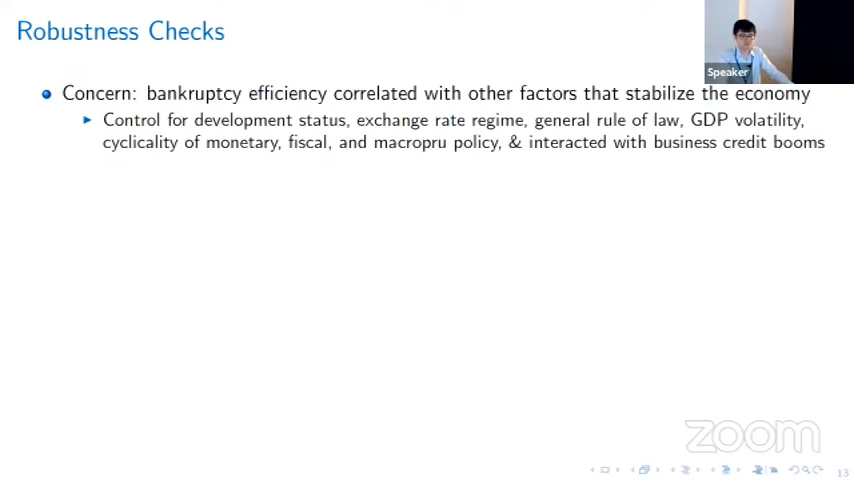 Robustness Checks
Speaker
Concern: bankruptcy efficiency correlated with other factors that stabilize the economy
Control for development status, exchange rate regime, general rule of law, GDP volatility,
cyclicality of monetary, fiscal, and macropru policy, & interacted with business credit booms
zoom
13